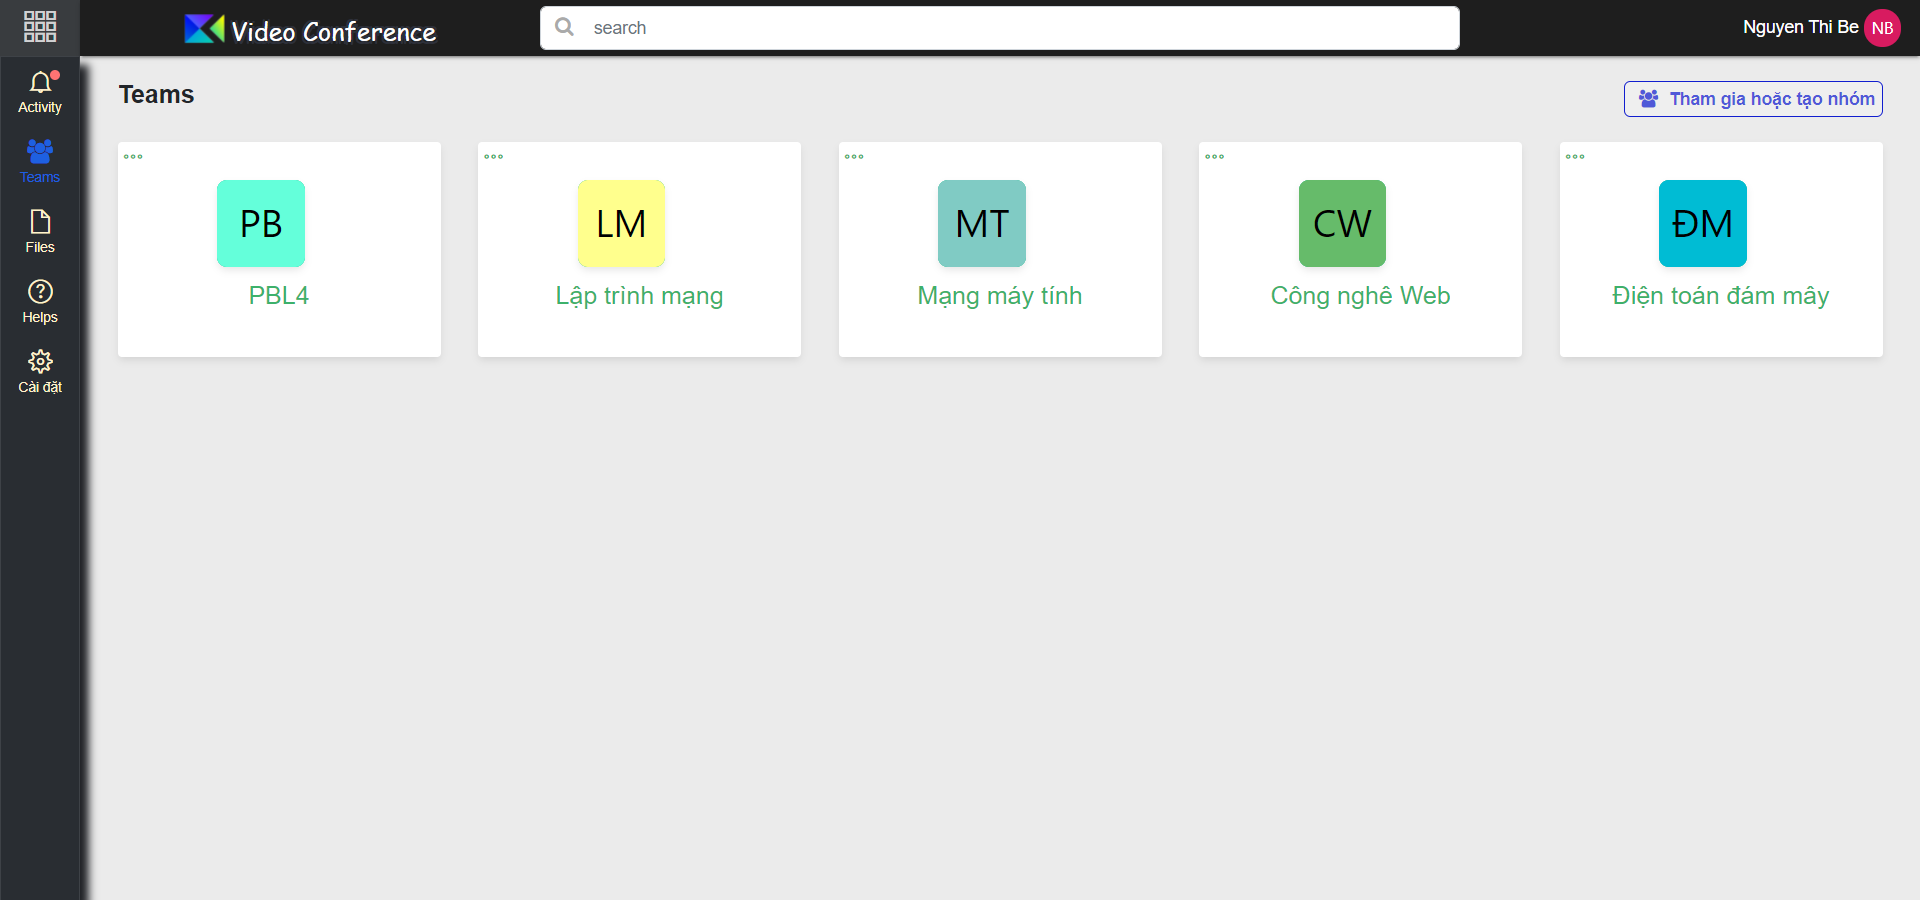 Video Conference
search
Nguyen Thi Be
NB
Activity
Teams
Files
Helps
Cài đặt
Teams
Tham gia hoặc tạo nhóm
PB
PBL4
LM
Lập trình mạng
MT
Mạng máy tính
CW
Công nghê Web
ĐM
Điện toán đám mây